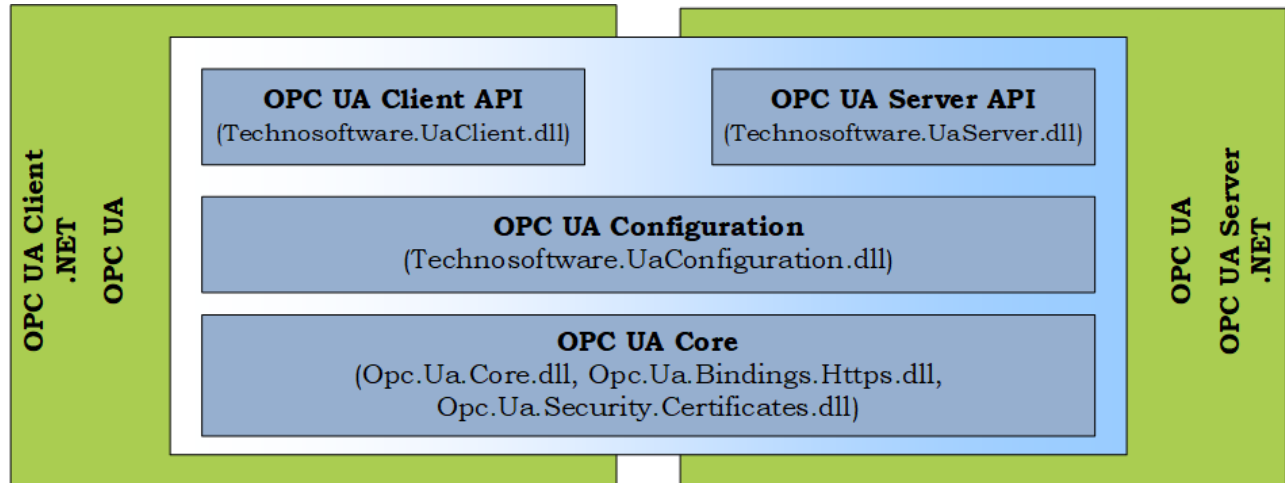 OPC UA Client
.NET
OPC UA
OPC UA Client API
(Technosoftware.UaClient.dll)
OPC UA Server API
(Technosoftware.UaServer.dll)
OPC UA Configuration
(Technosoftware.UaConfiguration.dll)
OPC UA Core
(Opc.Ua.Core.dll, Opc.Ua.Bindings.Https.dll,
Opc.Ua.Security.Certificates.dll)
OPC UA
OPC UA Server
.NET